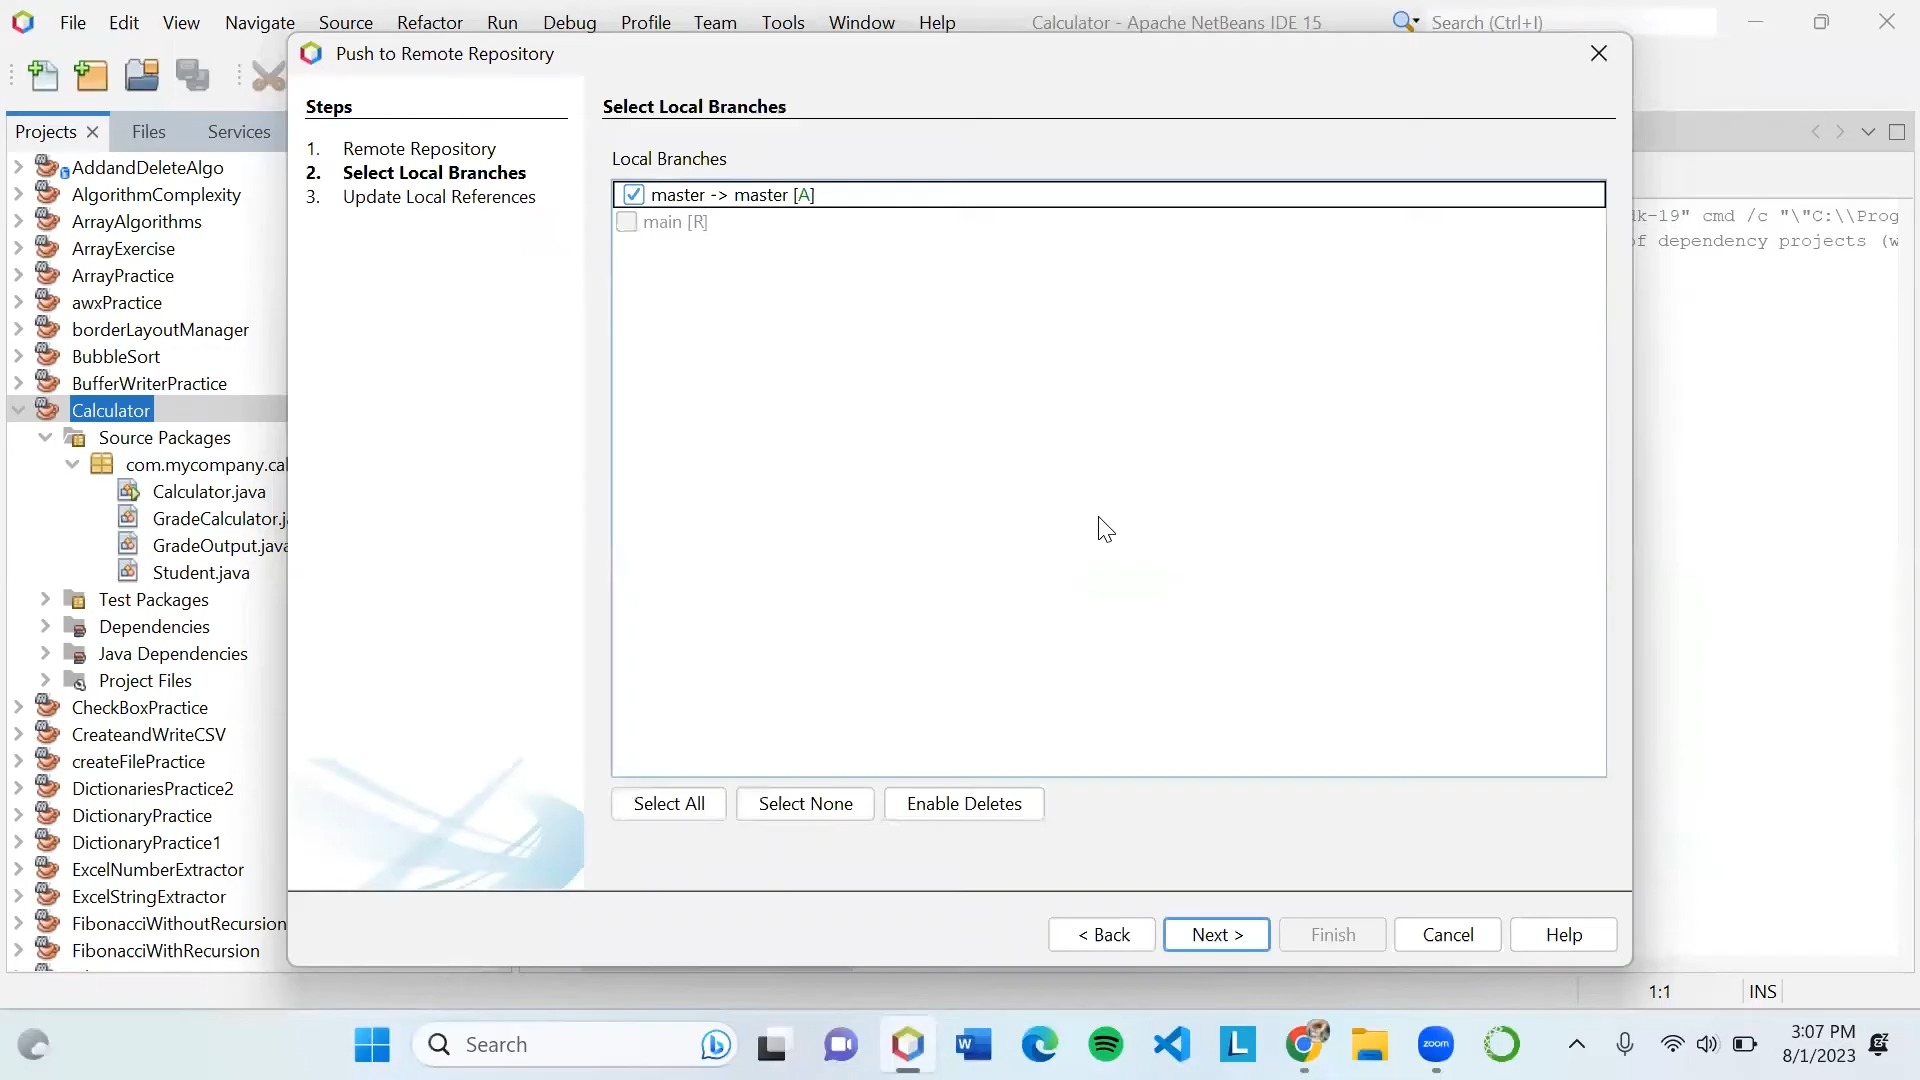 File Edit View Navigate Source Refactor Run Debug Profile Team Tools Window Help Calculator - Apache NetBeans IDE 15 Search (Ctrl+I)
Push to Remote Repository
Steps
1. Remote Repository
2. Select Local Branches
3. Update Local References
Select Local Branches
Local Branches
master -> master [A]
main [R]
Select All Select None Enable Deletes
< Back Next > Finish Cancel Help
Projects Files Services
AddandDeleteAlgo
AlgorithmComplexity
ArrayAlgorithms
ArrayExercise
ArrayPractice
awxPractice
borderLayoutManager
BubbleSort
BufferWriterPractice
Calculator
Source Packages
com.mycompany.cal
Calculator.java
GradeCalculator.j
GradeOutput.java
Student.java
Test Packages
Dependencies
Java Dependencies
Project Files
CheckBoxPractice
CreateandWriteCSV
createFilePractice
DictionariesPractice2
DictionaryPractice
DictionaryPractice1
ExcelNumberExtractor
ExcelStringExtractor
FibonacciWithoutRecursion
FibonacciWithRecursion
dk-19" cmd /c "\"C:\\Prog
of dependency projects (w
1:1 INS
Search
zoom
3:07 PM
8/1/2023